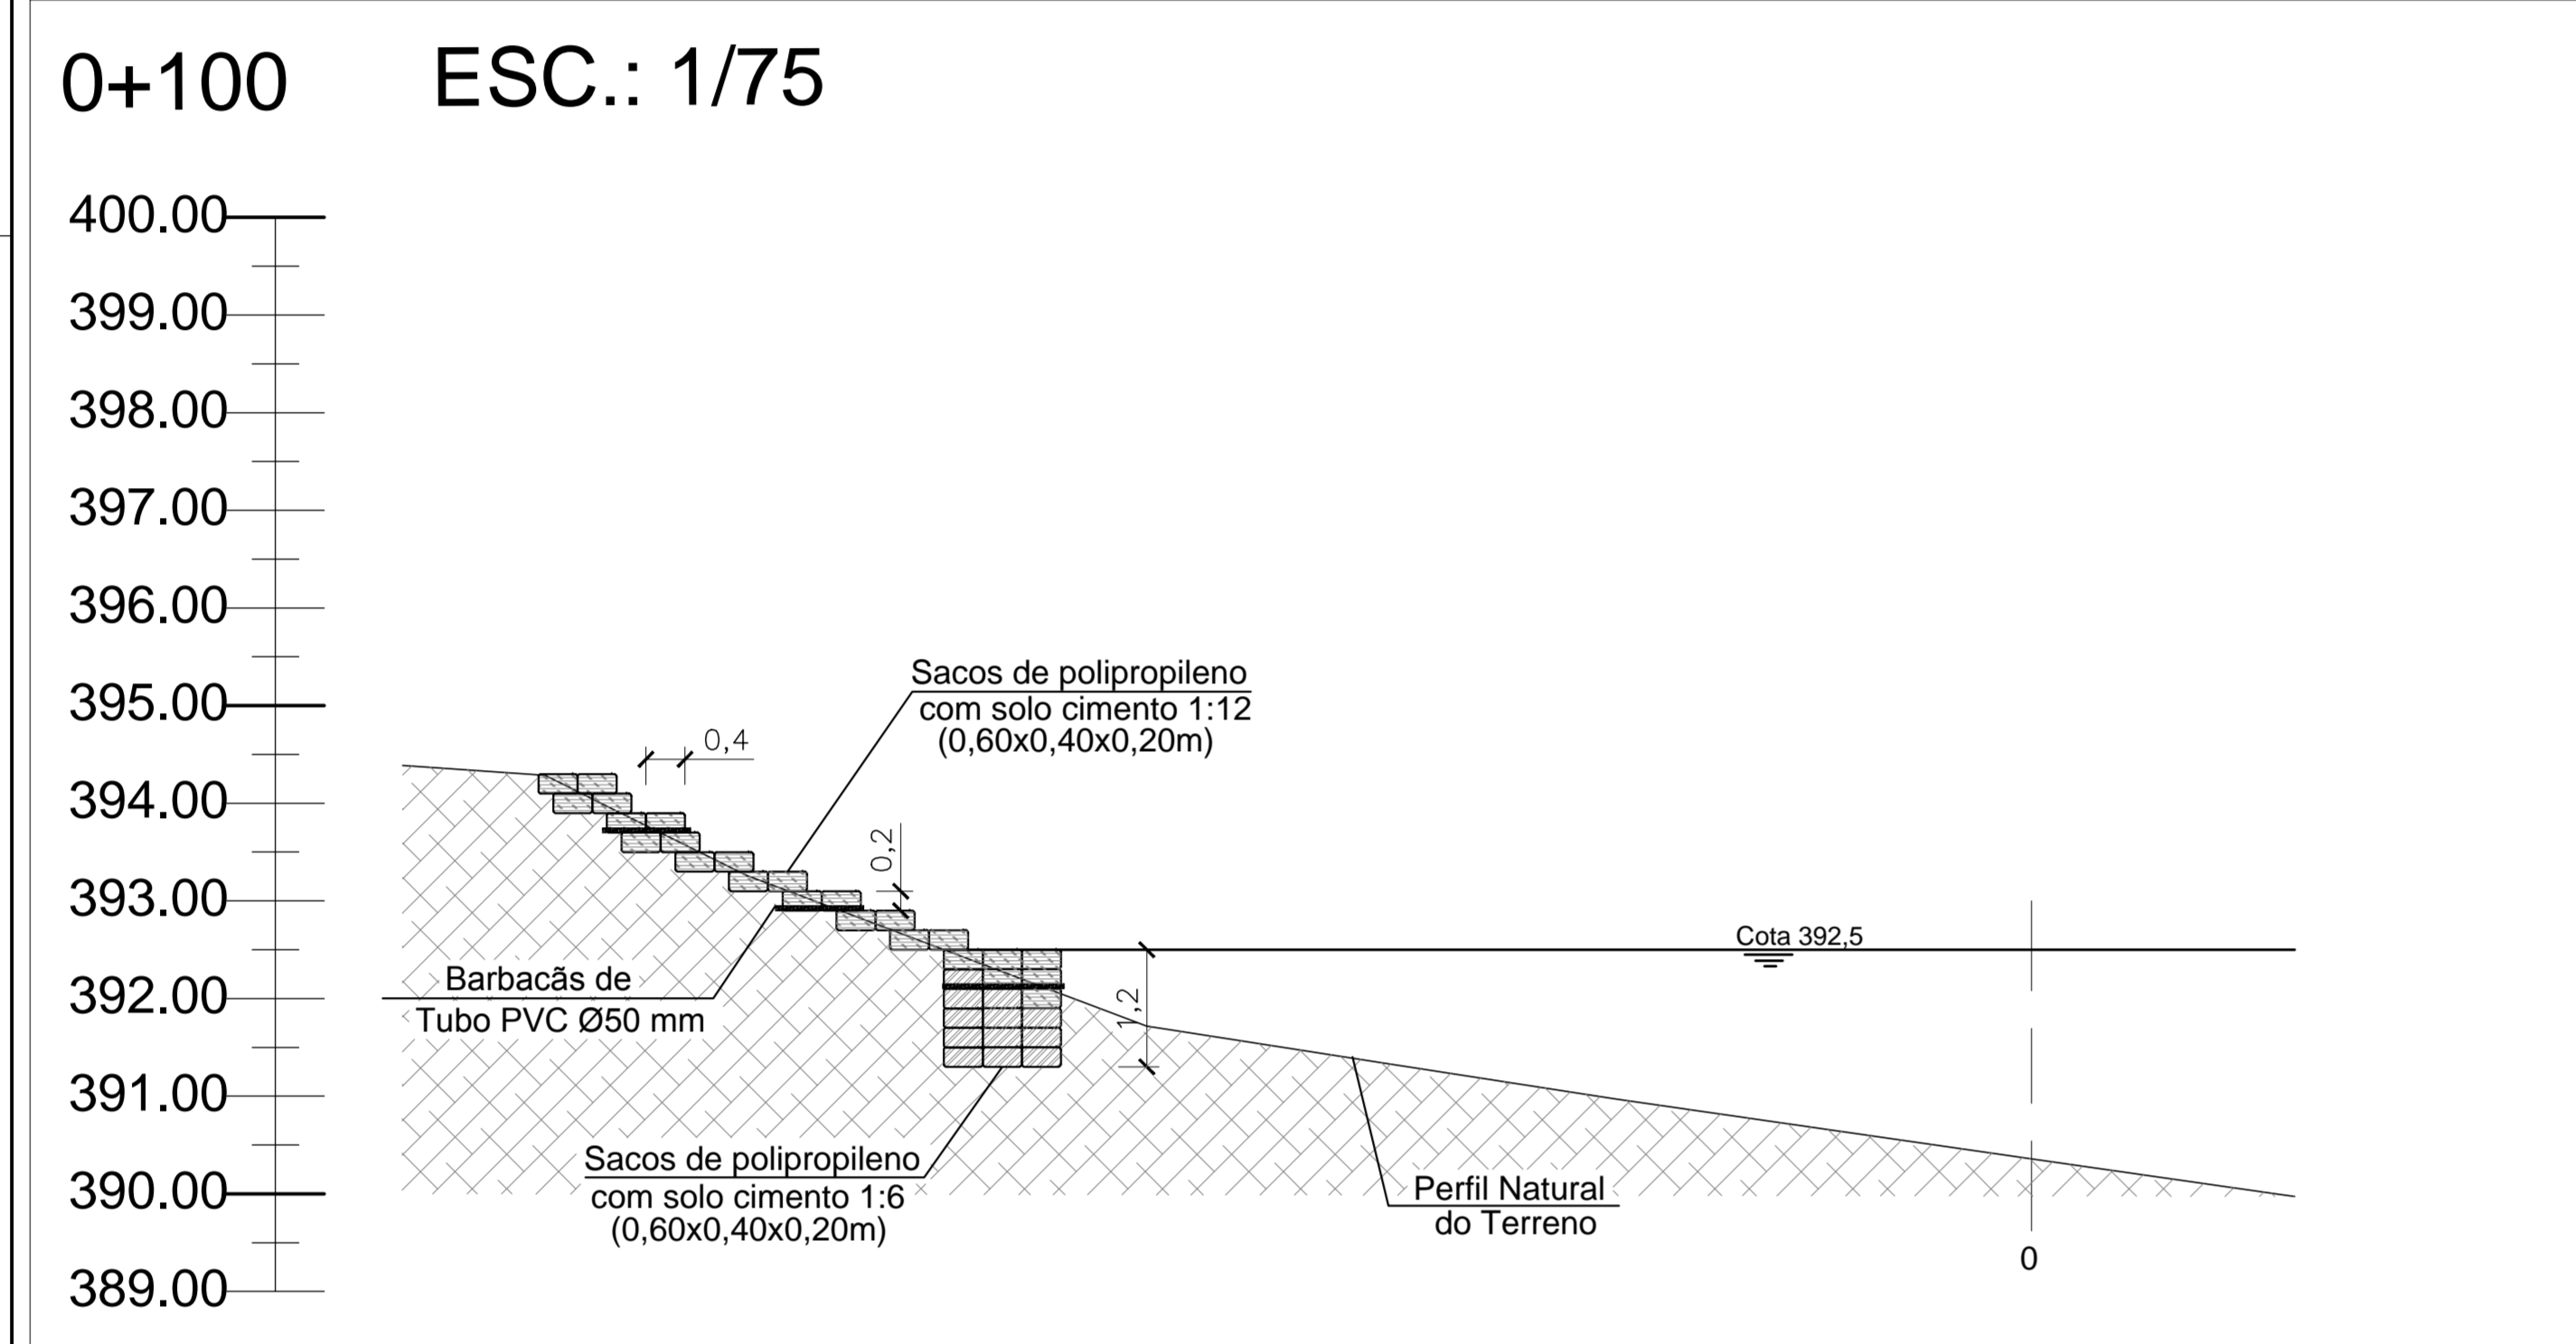 0+100 ESC.: 1/75
400.00
399.00
398.00
397.00
396.00
395.00
394.00
393.00
392.00
391.00
390.00
389.00
Sacos de polipropileno
com solo cimento 1:12
(0,60x0,40x0,20m)
0,4
0,2
Cota 392,5
Barbacãs de
Tubo PVC Ø50 mm
1,2
Sacos de polipropileno
com solo cimento 1:6
(0,60x0,40x0,20m)
Perfil Natural
do Terreno
0